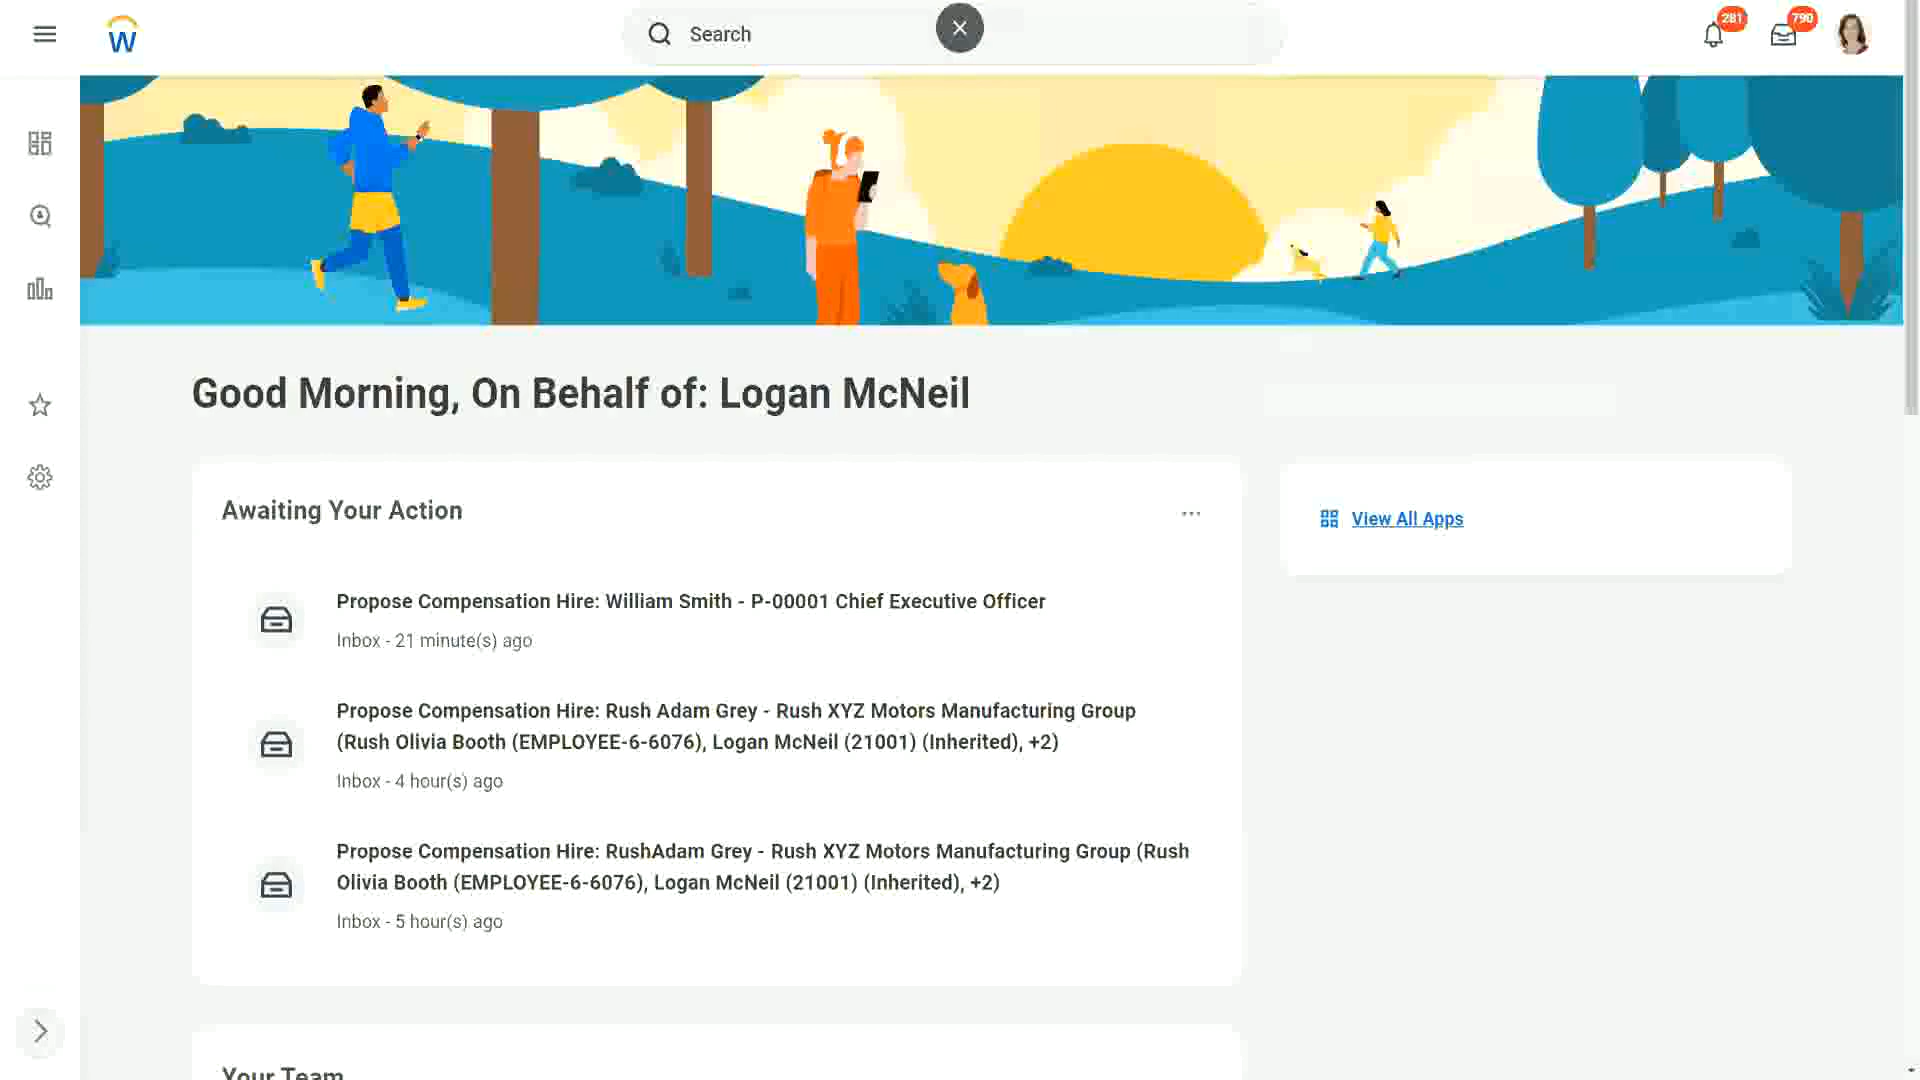 W
Search
281
790
Good Morning, On Behalf of: Logan McNeil
Awaiting Your Action
View All Apps
Propose Compensation Hire: William Smith - P-00001 Chief Executive Officer
Inbox - 21 minute(s) ago
Propose Compensation Hire: Rush Adam Grey - Rush XYZ Motors Manufacturing Group
(Rush Olivia Booth (EMPLOYEE-6-6076), Logan McNeil (21001) (Inherited), +2)
Inbox - 4 hour(s) ago
Propose Compensation Hire: RushAdam Grey - Rush XYZ Motors Manufacturing Group (Rush
Olivia Booth (EMPLOYEE-6-6076), Logan McNeil (21001) (Inherited), +2)
Inbox - 5 hour(s) ago
Your Team